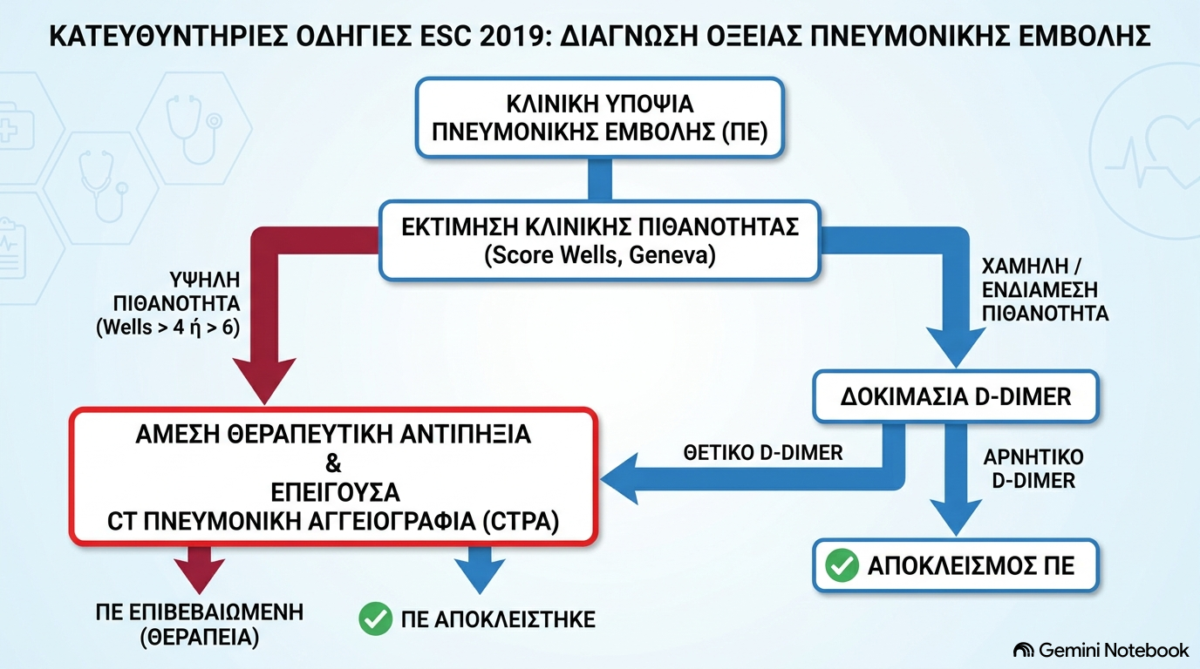 ΚΑΤΕΥΘΥΝΤΗΡΙΕΣ ΟΔΗΓΙΕΣ ESC 2019: ΔΙΑΓΝΩΣΗ ΟΞΕΙΑΣ ΠΝΕΥΜΟΝΙΚΗΣ ΕΜΒΟΛΗΣ
ΚΛΙΝΙΚΗ ΥΠΟΨΙΑ
ΠΝΕΥΜΟΝΙΚΗΣ ΕΜΒΟΛΗΣ (ΠΕ)
ΕΚΤΙΜΗΣΗ ΚΛΙΝΙΚΗΣ ΠΙΘΑΝΟΤΗΤΑΣ
(Score Wells, Geneva)
ΥΨΗΛΗ
ΠΙΘΑΝΟΤΗΤΑ
(Wells > 4 ή > 6)
ΧΑΜΗΛΗ /
ΕΝΔΙΑΜΕΣΗ
ΠΙΘΑΝΟΤΗΤΑ
ΔΟΚΙΜΑΣΙΑ D-DIMER
ΑΜΕΣΗ ΘΕΡΑΠΕΥΤΙΚΗ ΑΝΤΙΠΗΞΙΑ
&
ΕΠΕΙΓΟΥΣΑ
CT ΠΝΕΥΜΟΝΙΚΗ ΑΓΓΕΙΟΓΡΑΦΙΑ (CTPA)
ΘΕΤΙΚΟ D-DIMER
ΑΡΝΗΤΙΚΟ
D-DIMER
ΑΠΟΚΛΕΙΣΜΟΣ ΠΕ
ΠΕ ΕΠΙΒΕΒΑΙΩΜΕΝΗ
(ΘΕΡΑΠΕΙΑ)
ΠΕ ΑΠΟΚΛΕΙΣΤΗΚΕ
Gemini Notebook